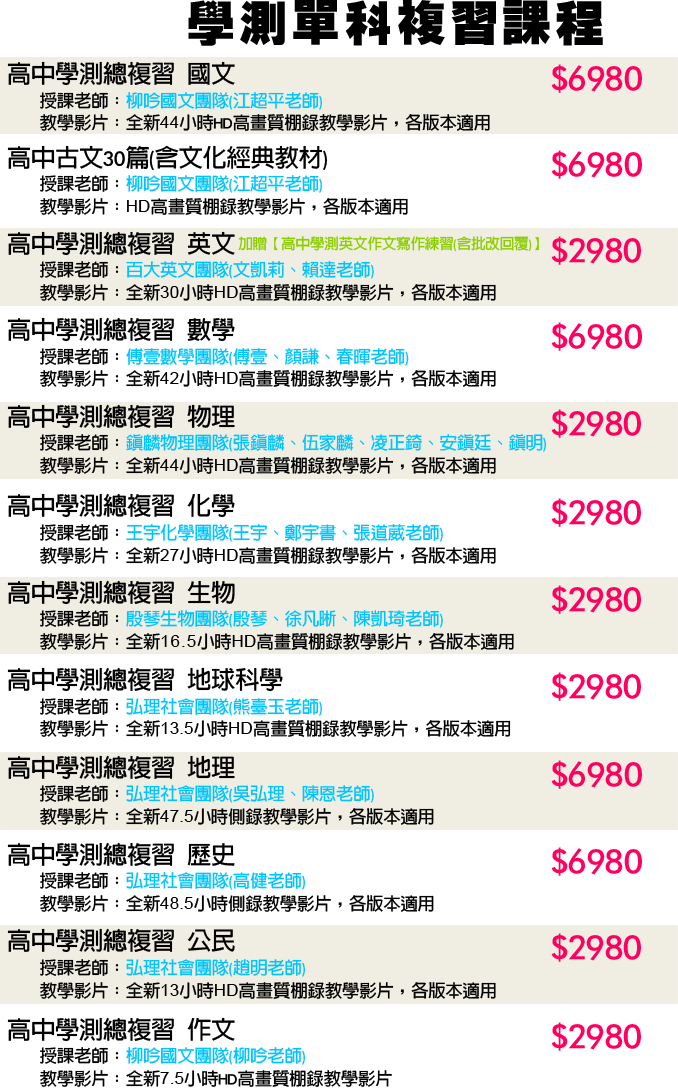 學測單科複習課程
高中學測總複習 國文 $6980
授課老師：柳吟國文團隊(江超平老師)
教學影片：全新44小時HD高畫質棚錄教學影片，各版本適用
高中古文30篇(含文化經典教材) $6980
授課老師：柳吟國文團隊(江超平老師)
教學影片：HD高畫質棚錄教學影片，各版本適用
高中學測總複習 英文 加贈【高中學測英文作文寫作練習(含批改回覆)】 $2980
授課老師：百大英文團隊(文凱莉、賴達老師)
教學影片：全新30小時HD高畫質棚錄教學影片，各版本適用
高中學測總複習 數學 $6980
授課老師：傅壹數學團隊(傅壹、顏謙、春暉老師)
教學影片：全新42小時HD高畫質棚錄教學影片，各版本適用
高中學測總複習 物理 $2980
授課老師：鎮麟物理團隊(張鎮麟、伍家麟、凌正錡、安鎮廷、鎮明)
教學影片：全新44小時HD高畫質棚錄教學影片，各版本適用
高中學測總複習 化學 $2980
授課老師：王宇化學團隊(王宇、鄭宇書、張道葳老師)
教學影片：全新27小時HD高畫質棚錄教學影片，各版本適用
高中學測總複習 生物 $2980
授課老師：殷琴生物團隊(殷琴、徐凡晰、陳凱琦老師)
教學影片：全新16.5小時HD高畫質棚錄教學影片，各版本適用
高中學測總複習 地球科學 $2980
授課老師：弘理社會團隊(熊臺玉老師)
教學影片：全新13.5小時HD高畫質棚錄教學影片，各版本適用
高中學測總複習 地理 $6980
授課老師：弘理社會團隊(吳弘理、陳恩老師)
教學影片：全新47.5小時側錄教學影片，各版本適用
高中學測總複習 歷史 $6980
授課老師：弘理社會團隊(高健老師)
教學影片：全新48.5小時側錄教學影片，各版本適用
高中學測總複習 公民 $2980
授課老師：弘理社會團隊(趙明老師)
教學影片：全新13小時HD高畫質棚錄教學影片，各版本適用
高中學測總複習 作文 $2980
授課老師：柳吟國文團隊(柳吟老師)
教學影片：全新7.5小時HD高畫質棚錄教學影片